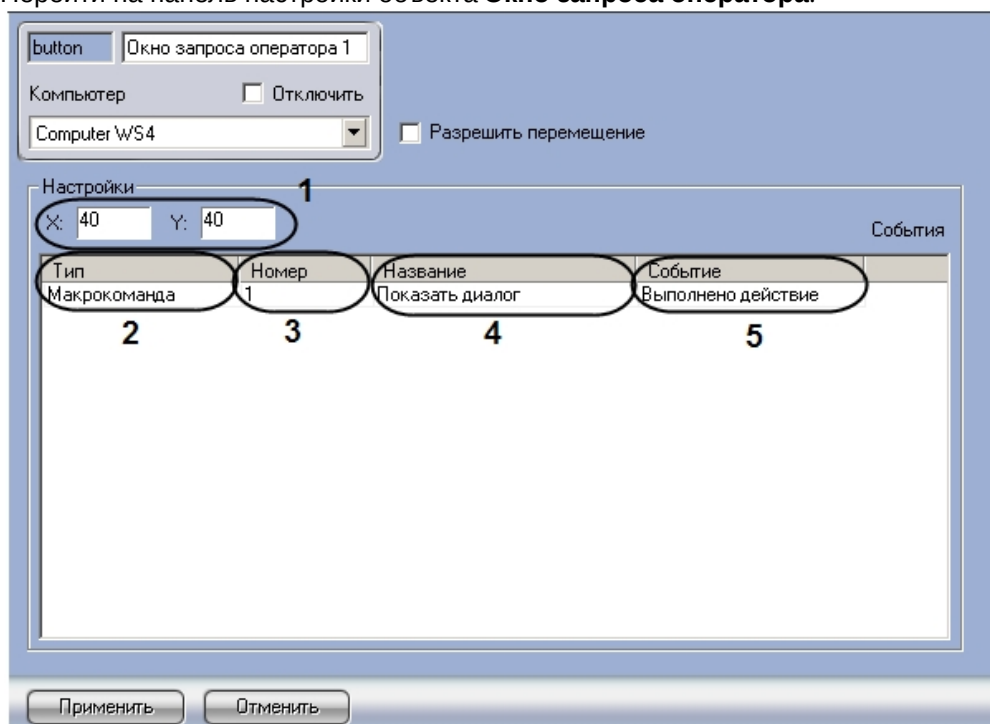 Перейти на панель настройки объекта Окно запроса оператора.
button Окно запроса оператора 1
Компьютер Отключить
Computer WS4 Разрешить перемещение
Настройки 1
X: 40 Y: 40 События
Тип Номер Название Событие
Макрокоманда 1 Показать диалог Выполнено действие
2 3 4 5
Применить Отменить